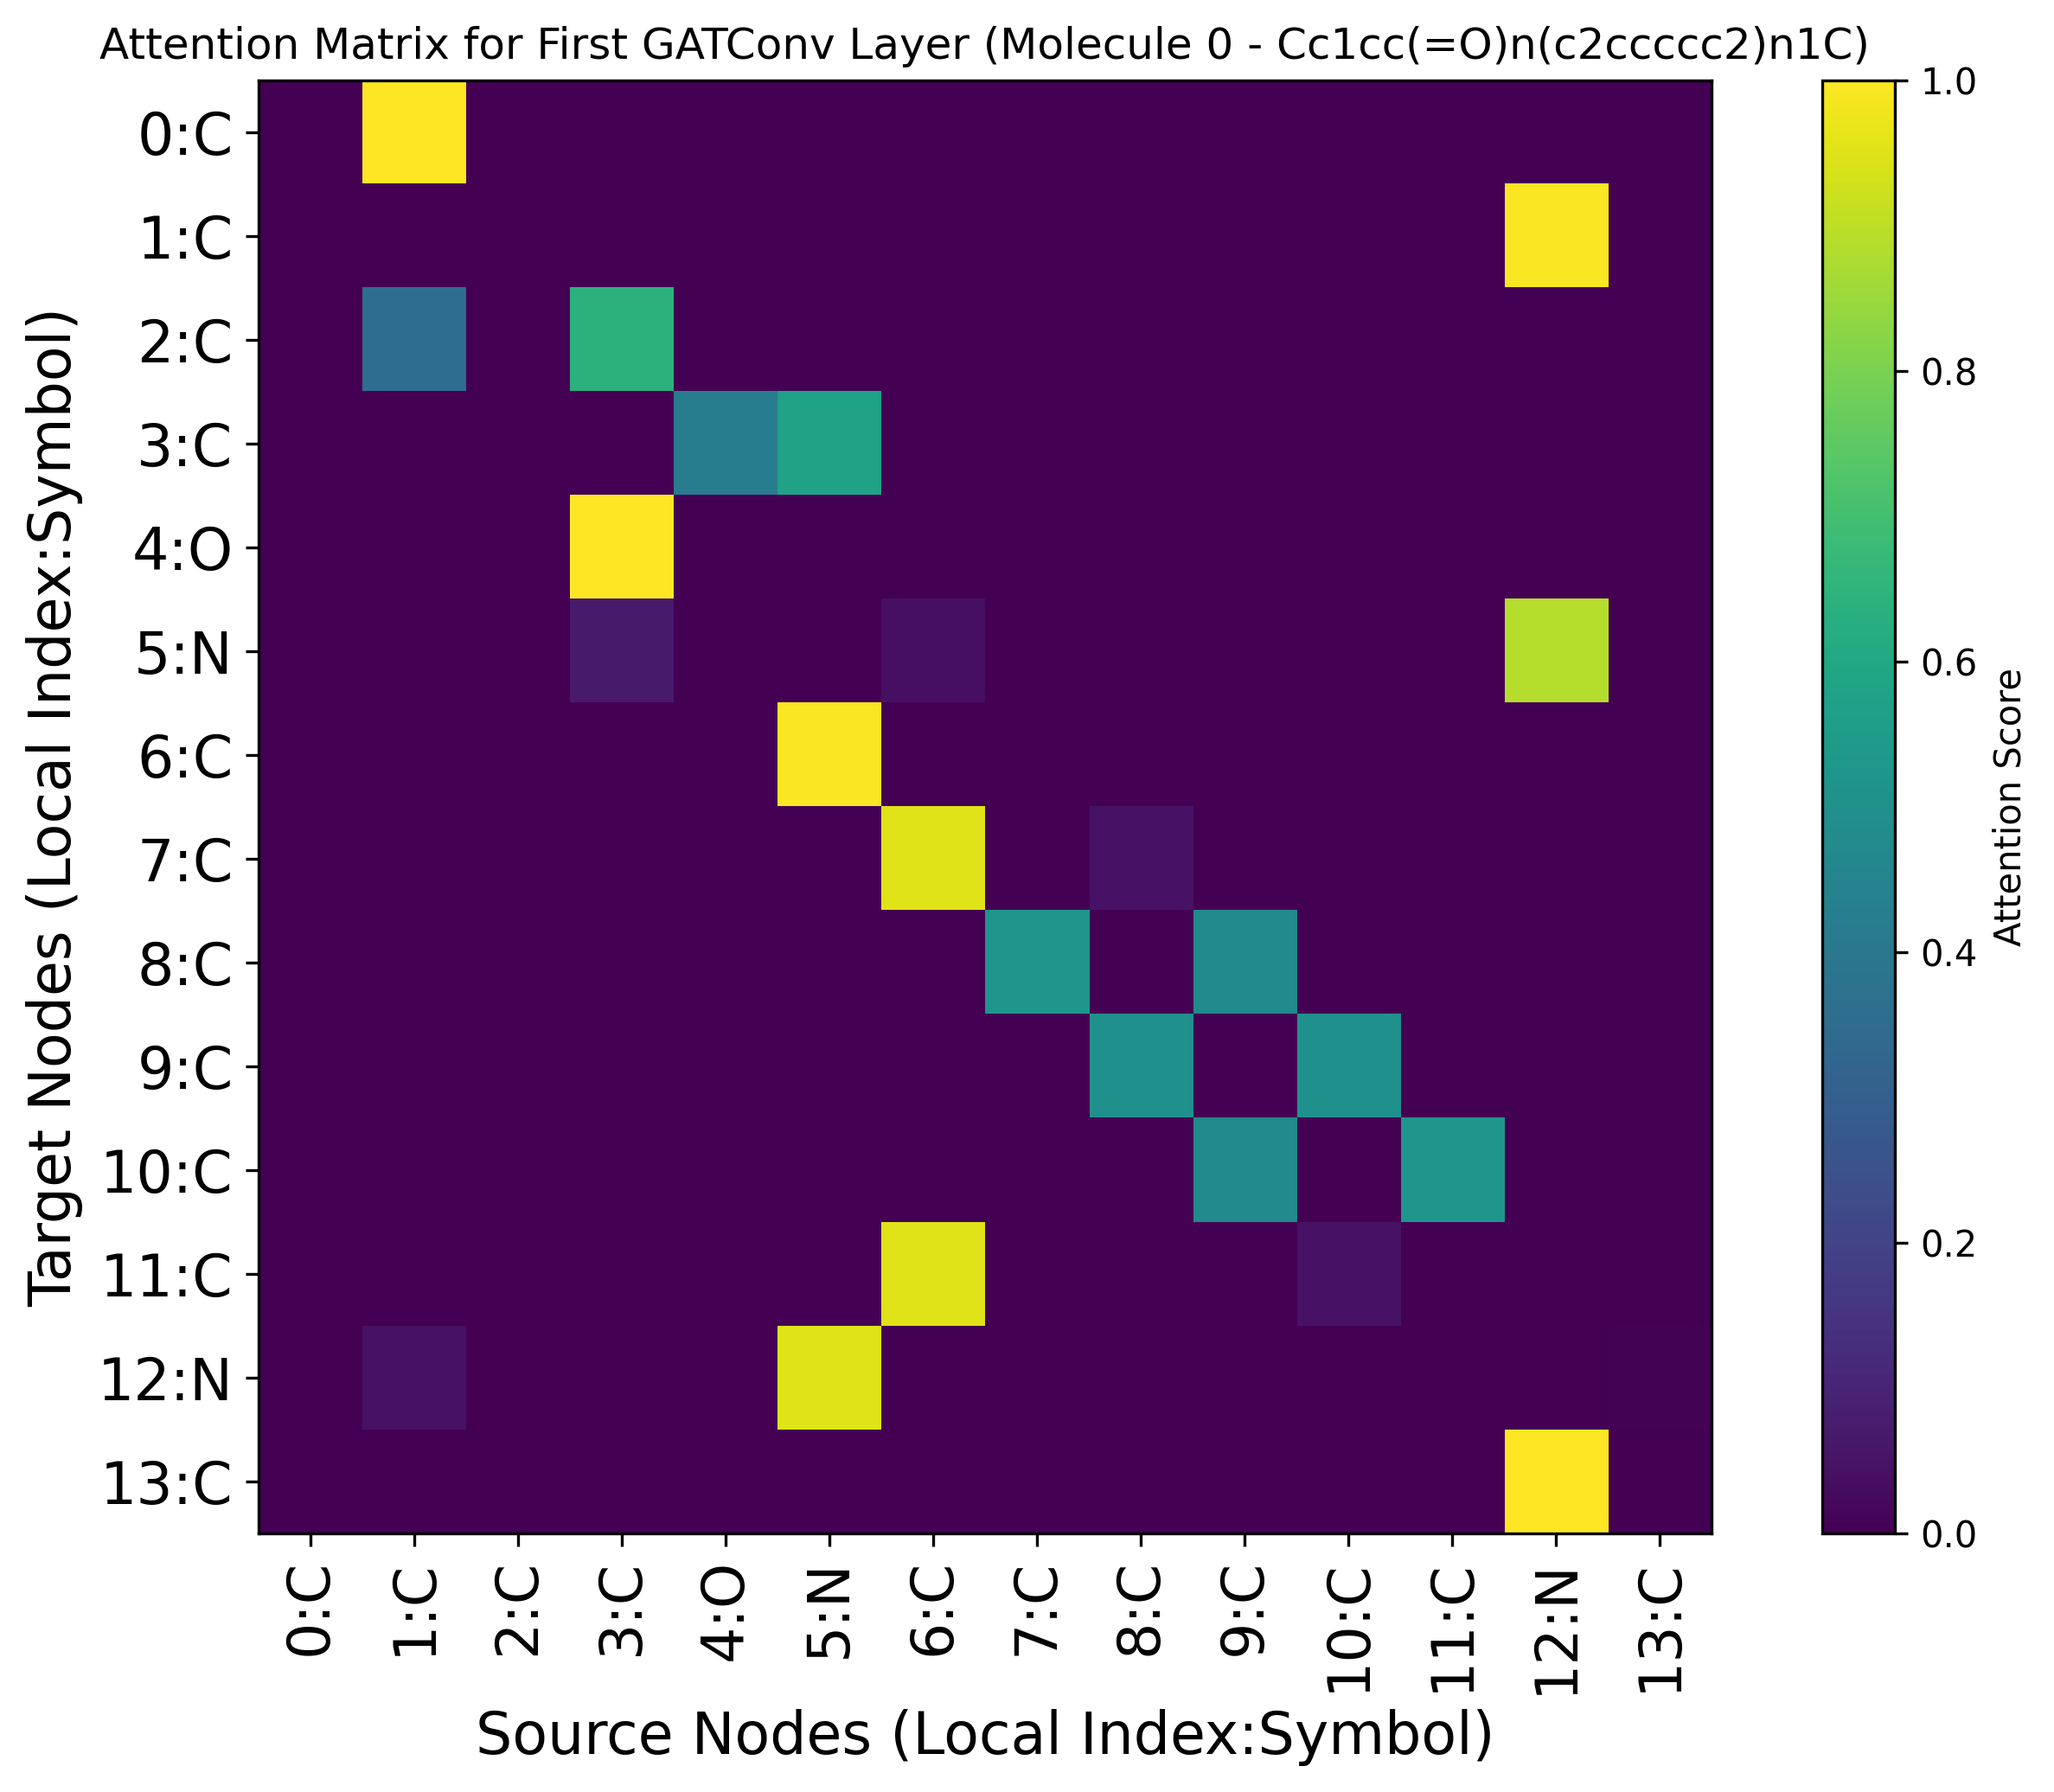 Attention Matrix for First GATConv Layer (Molecule 0 - Cc1cc(=O)n(c2ccccc2)n1C)
Target Nodes (Local Index:Symbol)
0:C
1:C
2:C
3:C
4:O
5:N
6:C
7:C
8:C
9:C
10:C
11:C
12:N
13:C
0:C
1:C
2:C
3:C
4:O
5:N
6:C
7:C
8:C
9:C
10:C
11:C
12:N
13:C
Source Nodes (Local Index:Symbol)
1.0
0.8
0.6
0.4
0.2
0.0
Attention Score